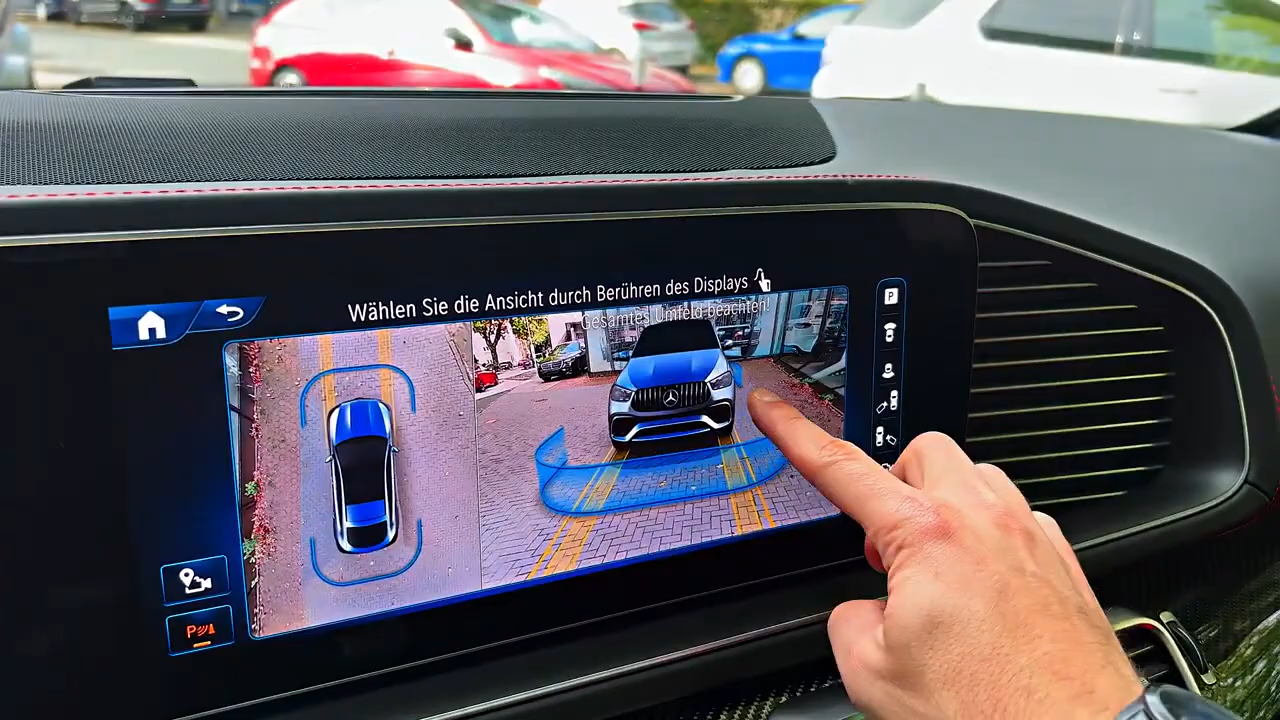 Wählen Sie die Ansicht durch Berühren des Displays
Gesamtes Umfeld beachten!
P
P